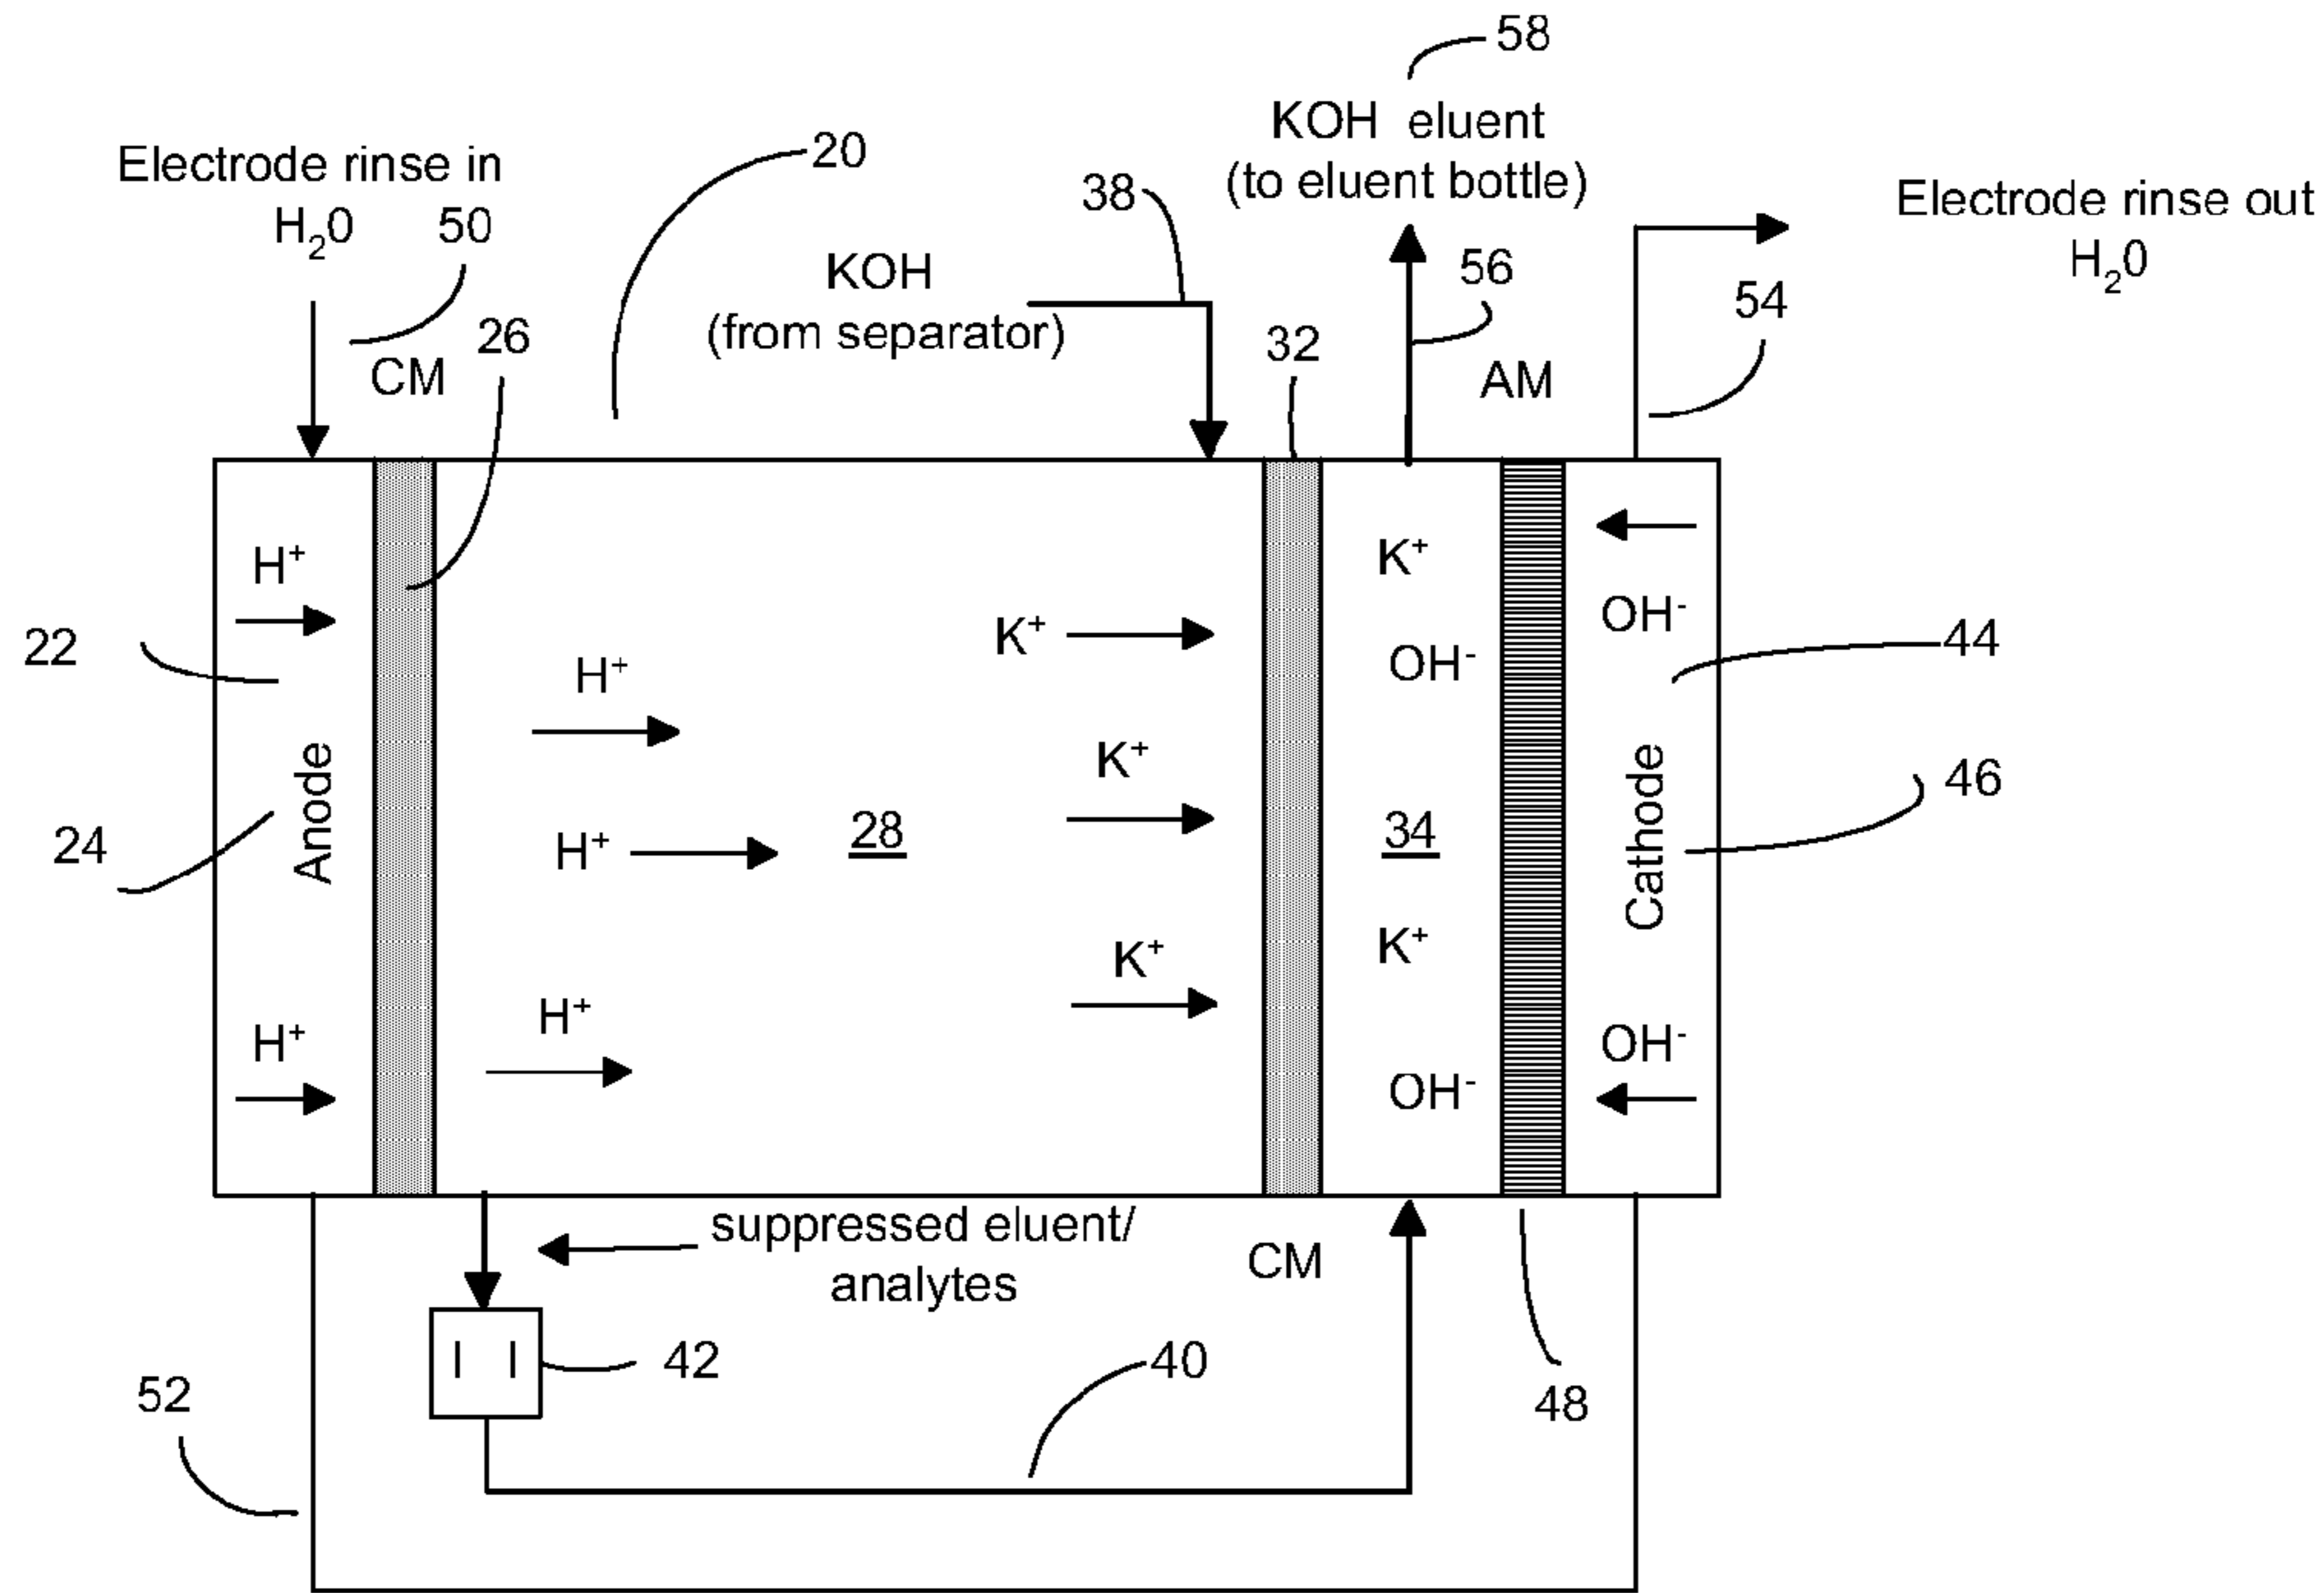 58
KOH eluent
(to eluent bottle)
20
Electrode rinse in
H₂0
50
38
Electrode rinse out
H₂0
KOH
(from separator)
56
54
26
32
CM
AM
H⁺
K⁺
OH⁻
K⁺
OH⁻
44
22
H⁺
K⁺
46
Anode
24
H⁺
28
34
Cathode
K⁺
K⁺
H⁺
H⁺
OH⁻
OH⁻
suppressed eluent/
analytes
CM
42
40
48
52